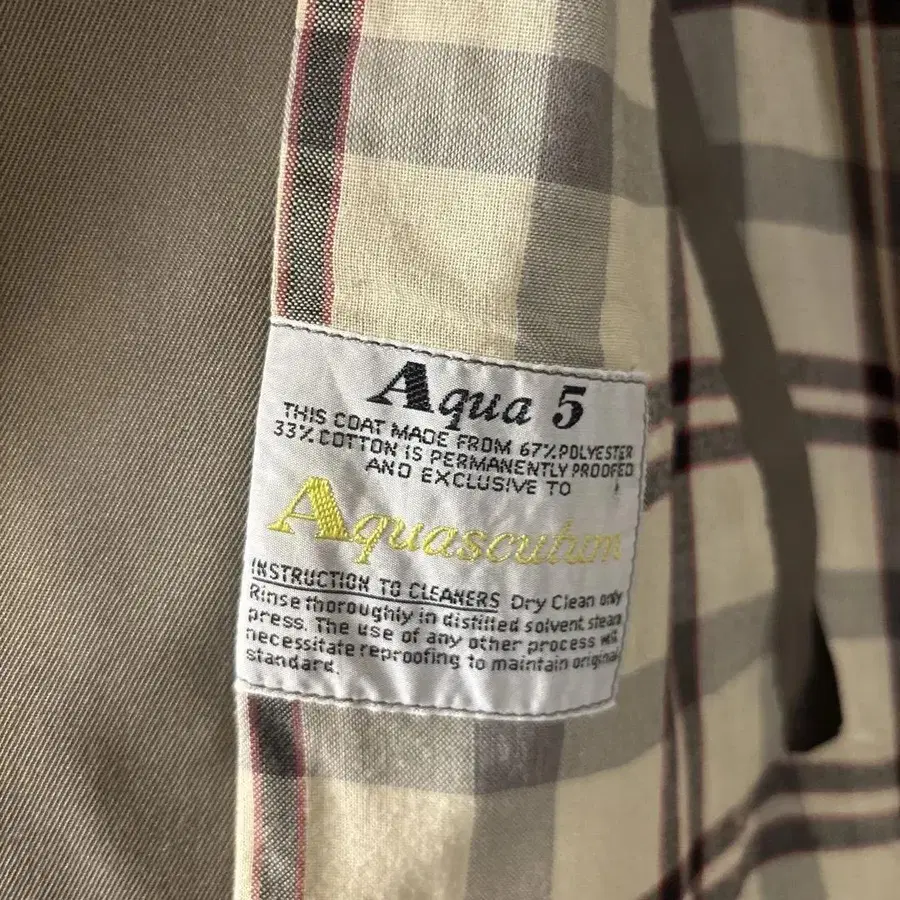 Aqua 5
THIS COAT MADE FROM 67% POLYESTER
33% COTTON IS PERMANENTLY PROOFED
AND EXCLUSIVE TO
Aquascutum
INSTRUCTION TO CLEANERS Dry Clean only
Rinse thoroughly in distilled solvent steam
press. The use of any other process will
necessitate reproofing to maintain original
standard.